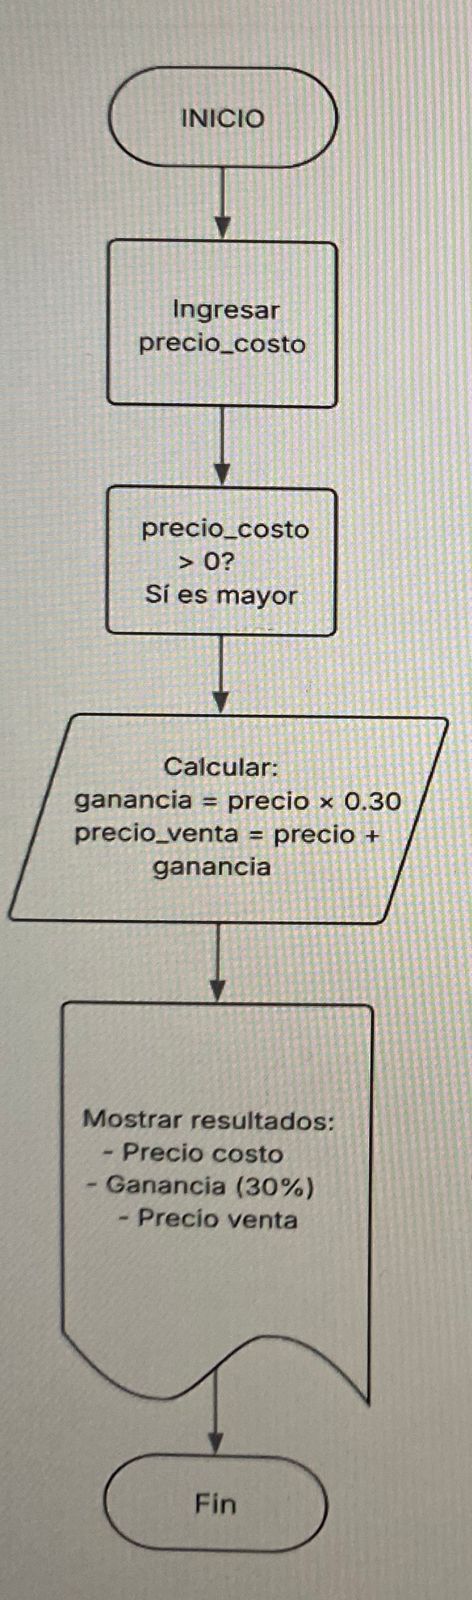 INICIO
Ingresar
precio_costo
precio_costo
> 0?
Sí es mayor
Calcular:
ganancia = precio × 0.30
precio_venta = precio +
ganancia
Mostrar resultados:
- Precio costo
- Ganancia (30%)
- Precio venta
Fin